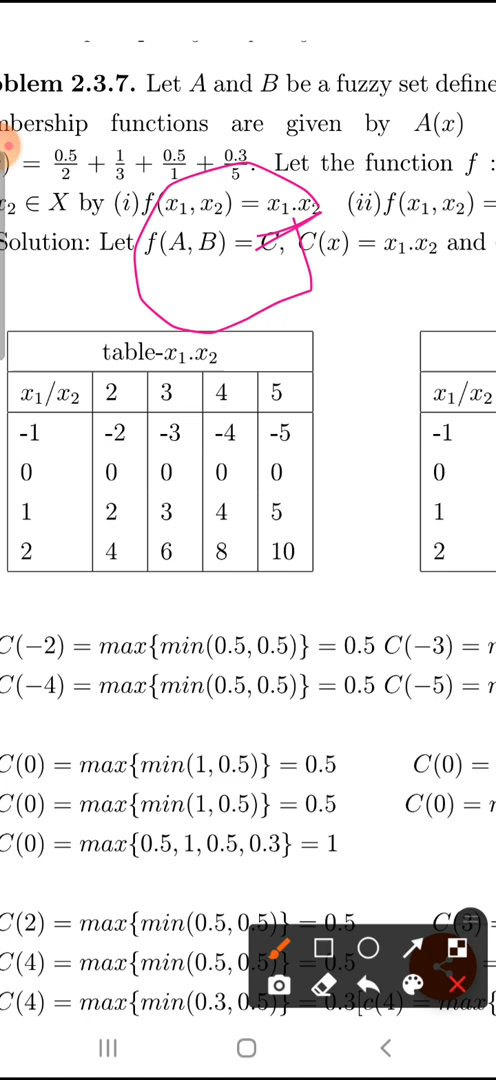 oblem 2.3.7. Let A and B be a fuzzy set define
mbership functions are given by A(x)
) = 0.5/2 + 1/3 + 0.5/1 + 0.3/5. Let the function f :
x₂ ∈ X by (i)f(x₁, x₂) = x₁.x₂ (ii)f(x₁, x₂) =
Solution: Let f(A, B) = C, C(x) = x₁.x₂ and
table-x₁.x₂
x₁/x₂ 2 3 4 5
-1 -2 -3 -4 -5
0 0 0 0 0
1 2 3 4 5
2 4 6 8 10
x₁/x₂
-1
0
1
2
C(−2) = max{min(0.5, 0.5)} = 0.5 C(−3) =
C(−4) = max{min(0.5, 0.5)} = 0.5 C(−5) =
C(0) = max{min(1, 0.5)} = 0.5 C(0) =
C(0) = max{min(1, 0.5)} = 0.5 C(0) =
C(0) = max{0.5, 1, 0.5, 0.3} = 1
C(2) = max{min(0.5, 0.5)} = 0.5 C(3) =
C(4) = max{min(0.5, 0.5)} = 0.5
C(4) = max{min(0.3, 0.5)} = 0.3[c(4) = max{